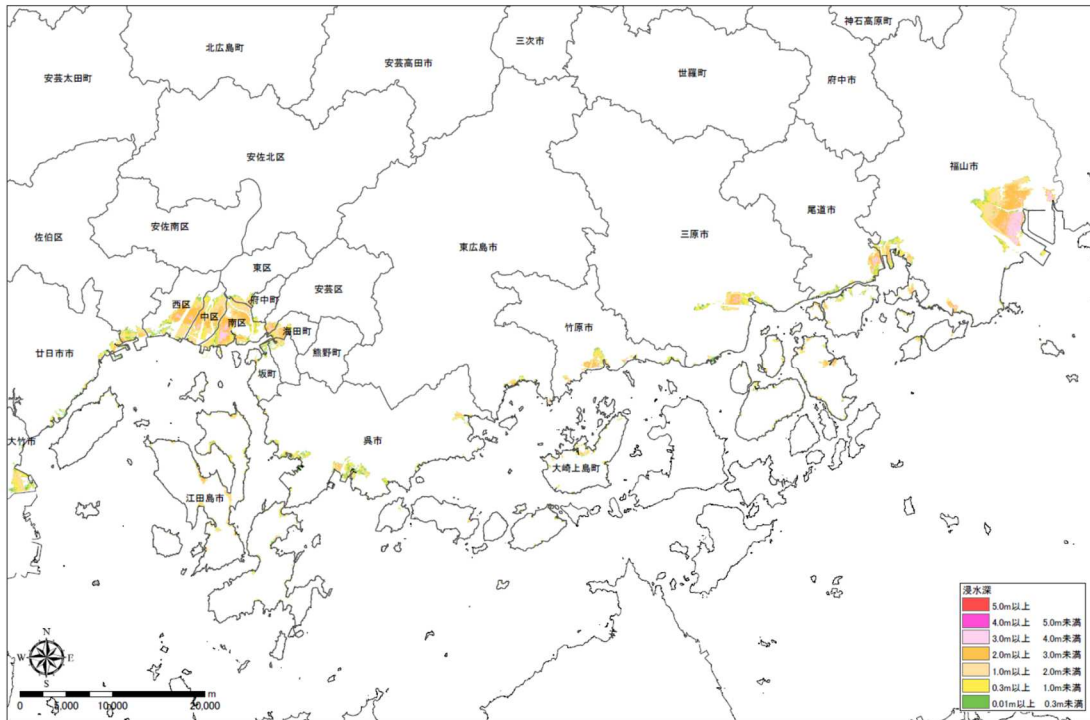 神石高原町
三次市
北広島町
安芸高田市
世羅町
安芸太田町
府中市
安佐北区
福山市
尾道市
安佐南区
三原市
佐伯区
東広島市
東区
安芸区
府中町
西区
中区
南区
海田町
竹原市
熊野町
廿日市市
坂町
呉市
大竹市
大崎上島町
江田島市
浸水深
5.0m以上
4.0m以上 5.0m未満
3.0m以上 4.0m未満
2.0m以上 3.0m未満
1.0m以上 2.0m未満
0.3m以上 1.0m未満
0.01m以上 0.3m未満
N
W E
S
0 5,000 10,000 20,000 m